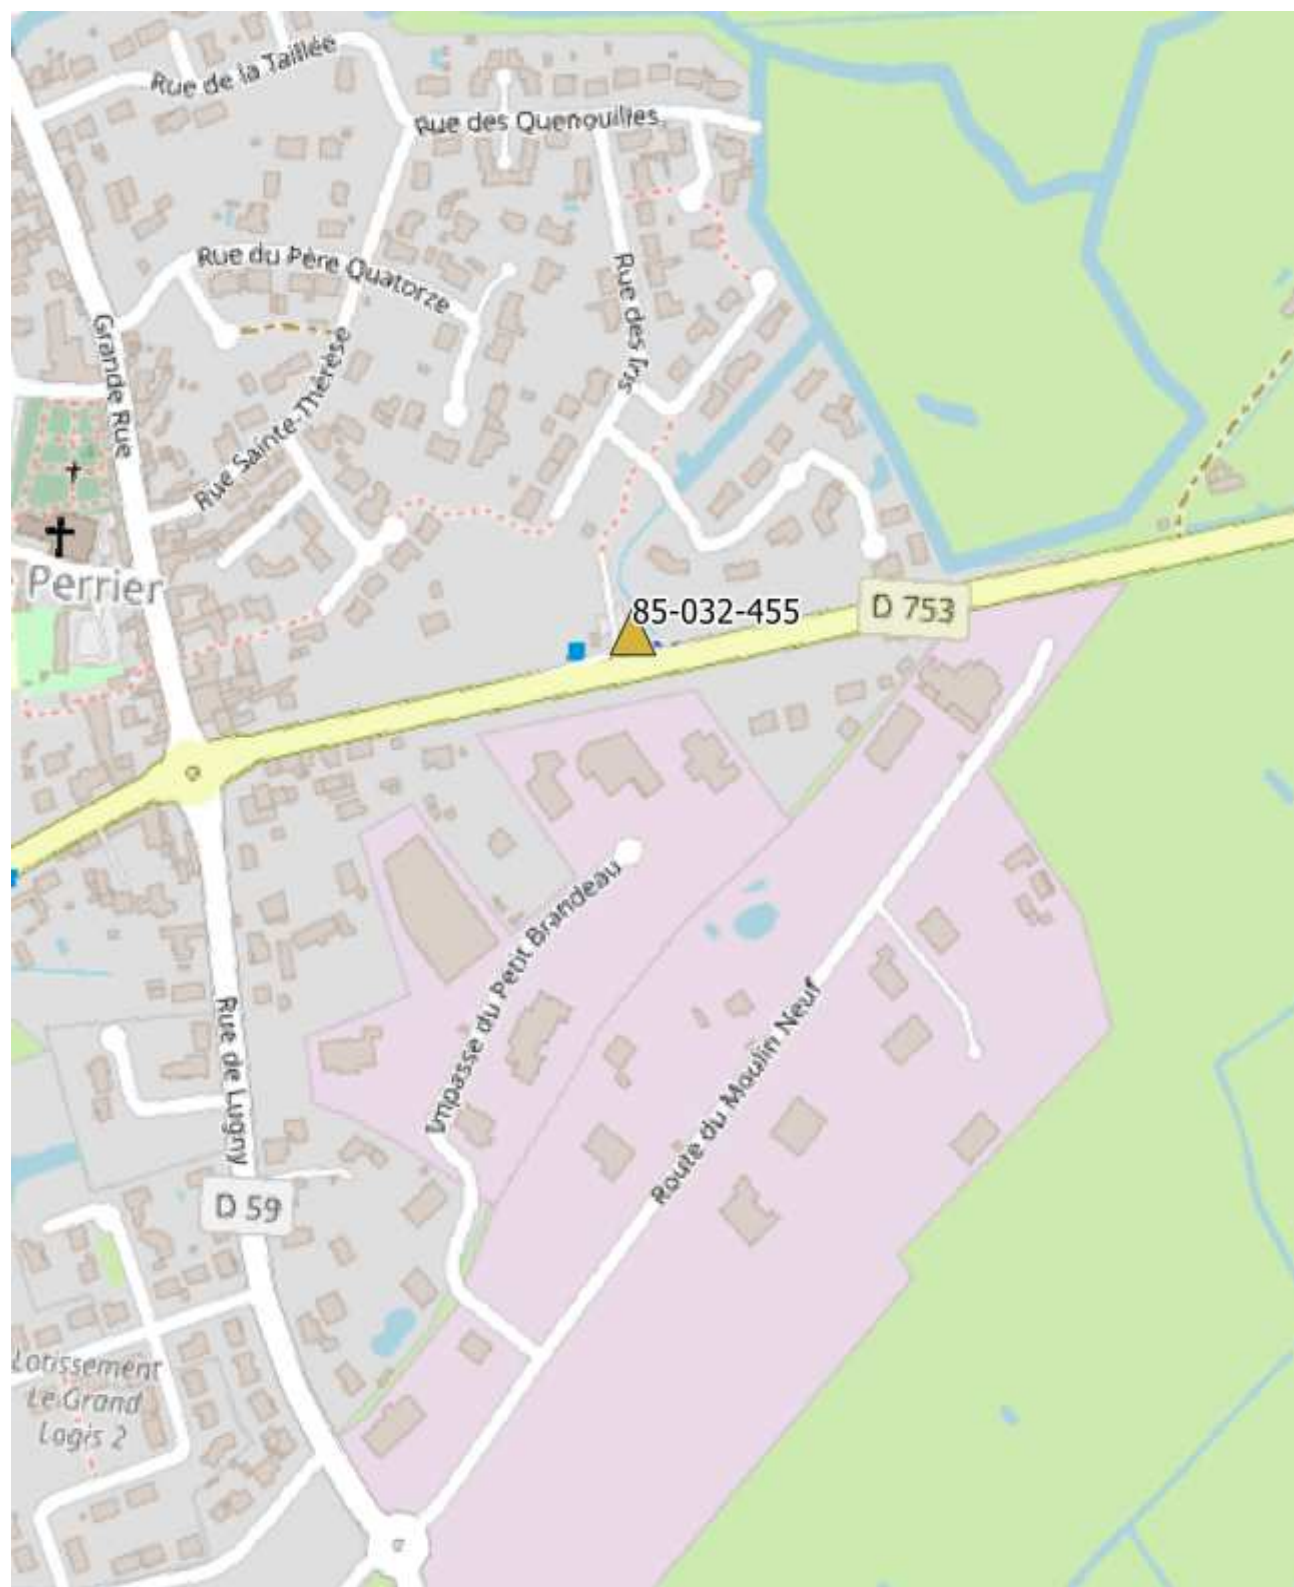 Rue de la Taillée
Rue des Quenouilles
Rue du Père Quatorze
Rue des Iris
Grande Rue
Rue Sainte-Thérèse
Perrier
85-032-455
D 753
Impasse du Petit Brandeau
Rue de Lugny
Route du Moulin Neuf
D 59
Lotissement
Le Grand
Logis 2